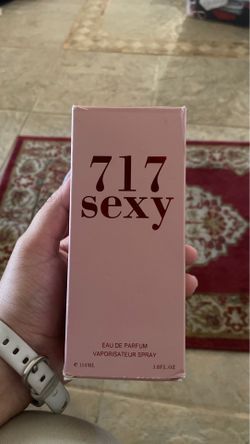 717
sexy
EAU DE PARFUM
VAPORISATEUR SPRAY